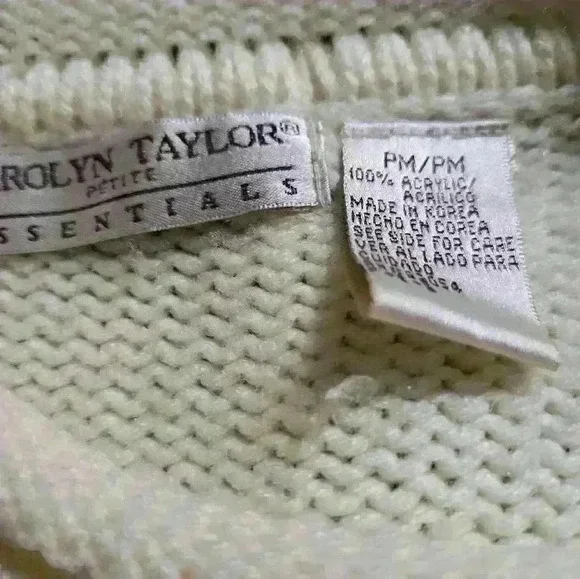 ROLYN TAYLOR®
PETITE
SSENTIALS
PM/PM
100% ACRYLIC/
ACRILICO
MADE IN KOREA
HECHO EN COREA
SEE SIDE FOR CARE
VER AL LADO PARA
CUIDADO